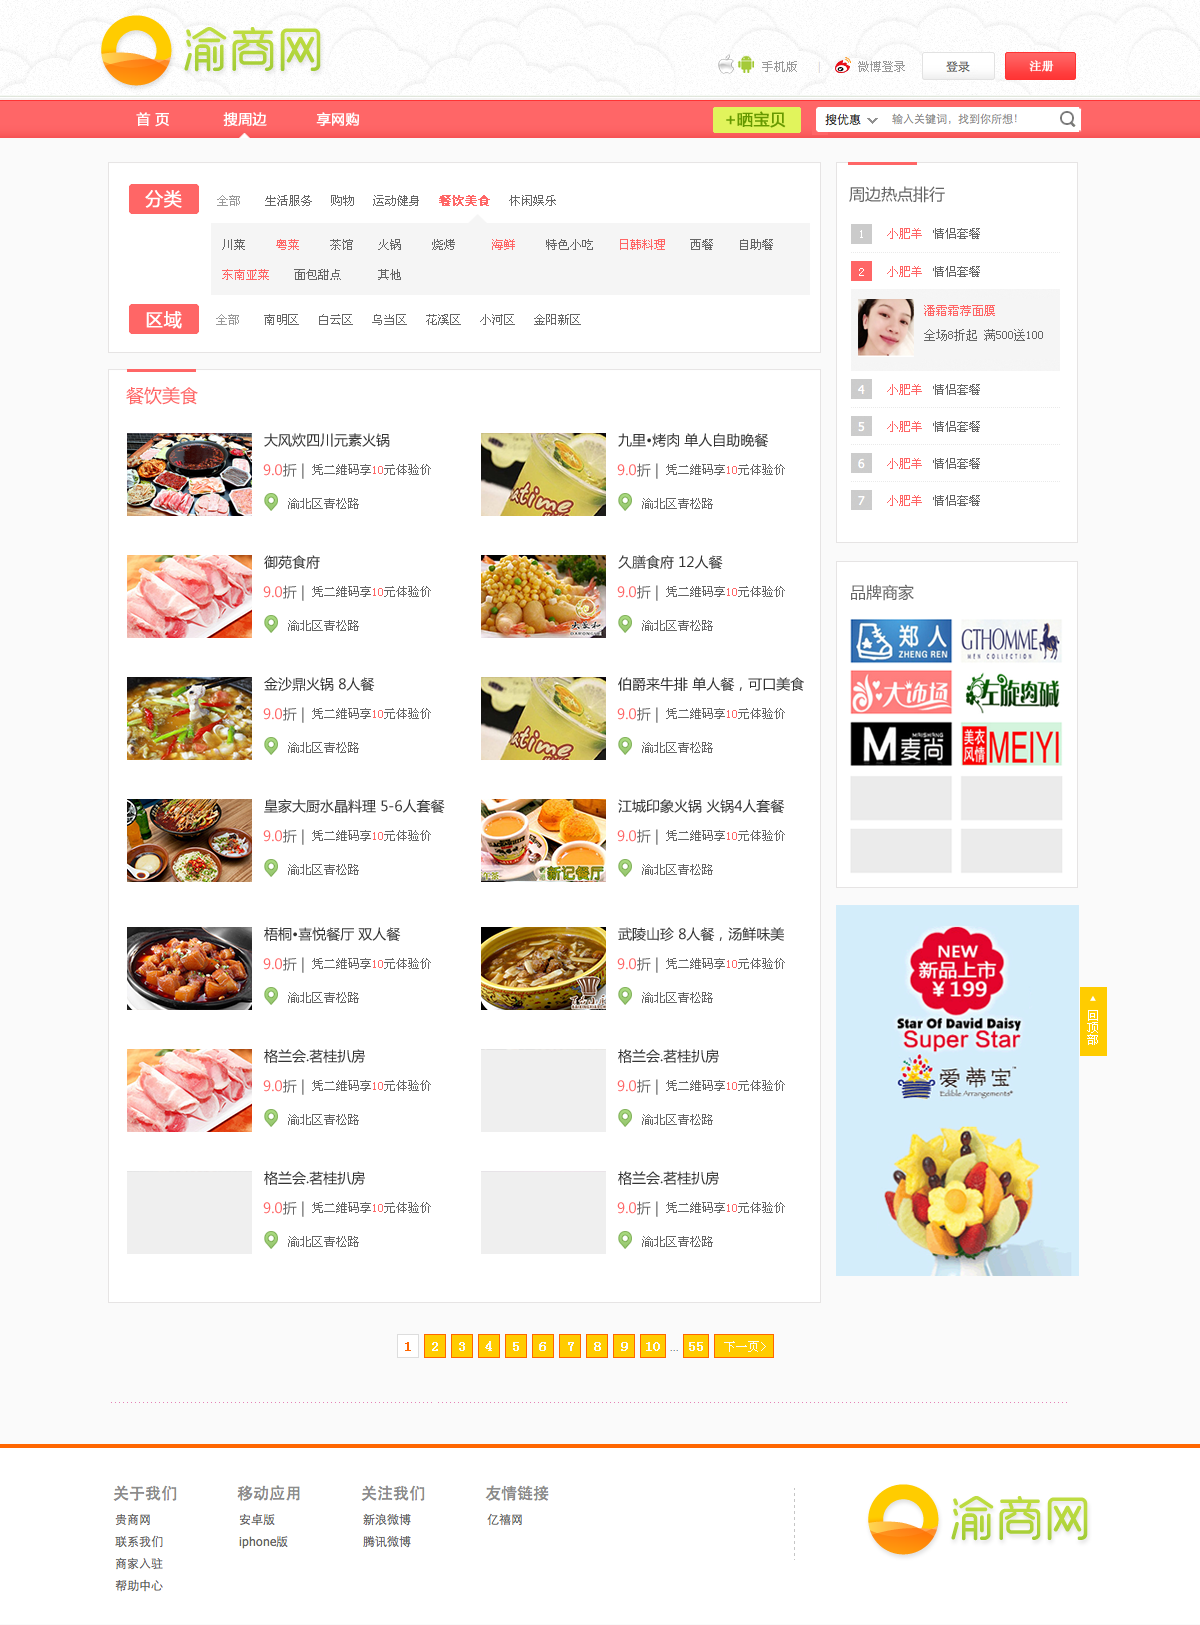 渝商网
手机版 | 微博登录 登录 注册
首 页 搜周边 享网购 +晒宝贝 搜优惠 输入关键词，找到你所想！
分类 全部 生活服务 购物 运动健身 餐饮美食 休闲娱乐
川菜 粤菜 茶馆 火锅 烧烤 海鲜 特色小吃 日韩料理 西餐 自助餐
东南亚菜 面包甜点 其他
区域 全部 南明区 白云区 乌当区 花溪区 小河区 金阳新区
餐饮美食
大风炊四川元素火锅
9.0折 | 凭二维码享10元体验价
渝北区青松路
九里•烤肉 单人自助晚餐
9.0折 | 凭二维码享10元体验价
渝北区青松路
御苑食府
9.0折 | 凭二维码享10元体验价
渝北区青松路
久膳食府 12人餐
9.0折 | 凭二维码享10元体验价
渝北区青松路
金沙鼎火锅 8人餐
9.0折 | 凭二维码享10元体验价
渝北区青松路
伯爵来牛排 单人餐，可口美食
9.0折 | 凭二维码享10元体验价
渝北区青松路
皇家大厨水晶料理 5-6人套餐
9.0折 | 凭二维码享10元体验价
渝北区青松路
新记餐厅
江城印象火锅 火锅4人套餐
9.0折 | 凭二维码享10元体验价
渝北区青松路
梧桐•喜悦餐厅 双人餐
9.0折 | 凭二维码享10元体验价
渝北区青松路
武陵山珍 8人餐，汤鲜味美
9.0折 | 凭二维码享10元体验价
渝北区青松路
格兰会.茗桂扒房
9.0折 | 凭二维码享10元体验价
渝北区青松路
格兰会.茗桂扒房
9.0折 | 凭二维码享10元体验价
渝北区青松路
格兰会.茗桂扒房
9.0折 | 凭二维码享10元体验价
渝北区青松路
格兰会.茗桂扒房
9.0折 | 凭二维码享10元体验价
渝北区青松路
周边热点排行
1 小肥羊 情侣套餐
2 小肥羊 情侣套餐
潘霜霜荐面膜
全场8折起 满500送100
4 小肥羊 情侣套餐
5 小肥羊 情侣套餐
6 小肥羊 情侣套餐
7 小肥羊 情侣套餐
品牌商家
郑人
ZHENG REN
GTHOMME
MEN COLLECTION
大饰场
左旋肉碱
M麦尚
MAISHANG
美衣风情 MEIYI
NEW
新品上市
¥199
Star Of David Daisy
Super Star
爱蒂宝™
Edible Arrangements®
回顶部
1 2 3 4 5 6 7 8 9 10 ... 55 下一页>
关于我们 移动应用 关注我们 友情链接
贵商网 安卓版 新浪微博 亿禧网
联系我们 iphone版 腾讯微博
商家入驻
帮助中心
渝商网